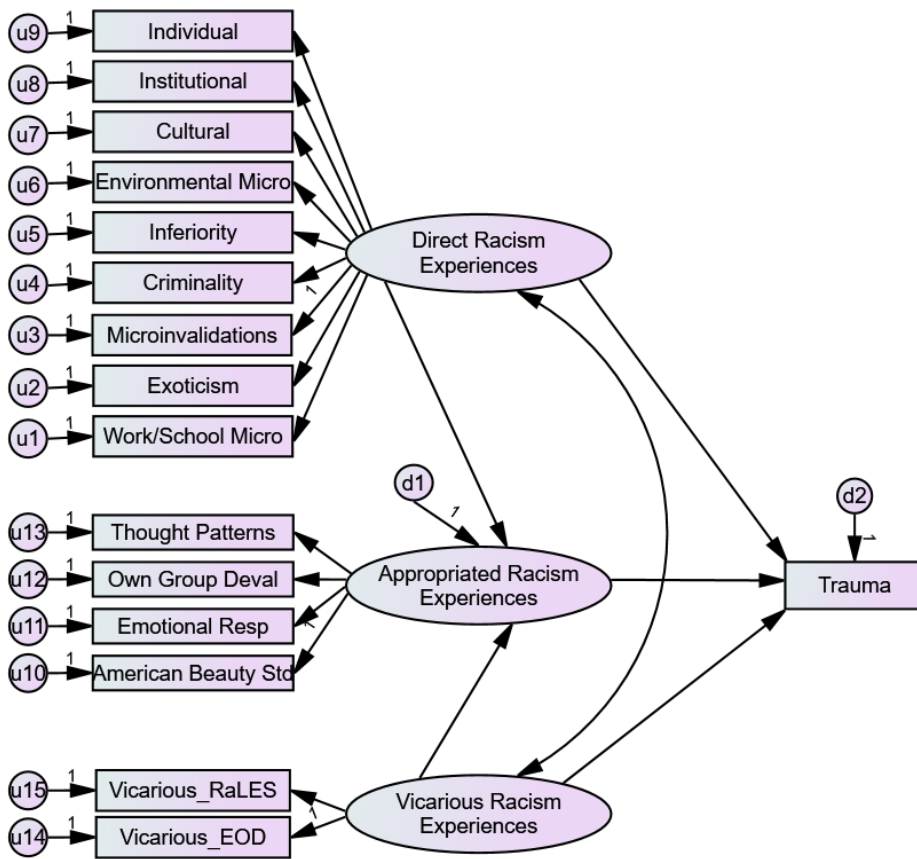 u9 1 Individual
u8 1 Institutional
u7 1 Cultural
u6 1 Environmental Micro
u5 1 Inferiority
u4 1 Criminality
1
u3 1 Microinvalidations
u2 1 Exoticism
u1 1 Work/School Micro
Direct Racism
Experiences
d1
1
u13 1 Thought Patterns
u12 1 Own Group Deval
u11 1 Emotional Resp
1
u10 1 American Beauty Std
Appropriated Racism
Experiences
d2
1
Trauma
u15 1 Vicarious_RaLES
1
u14 1 Vicarious_EOD
Vicarious Racism
Experiences